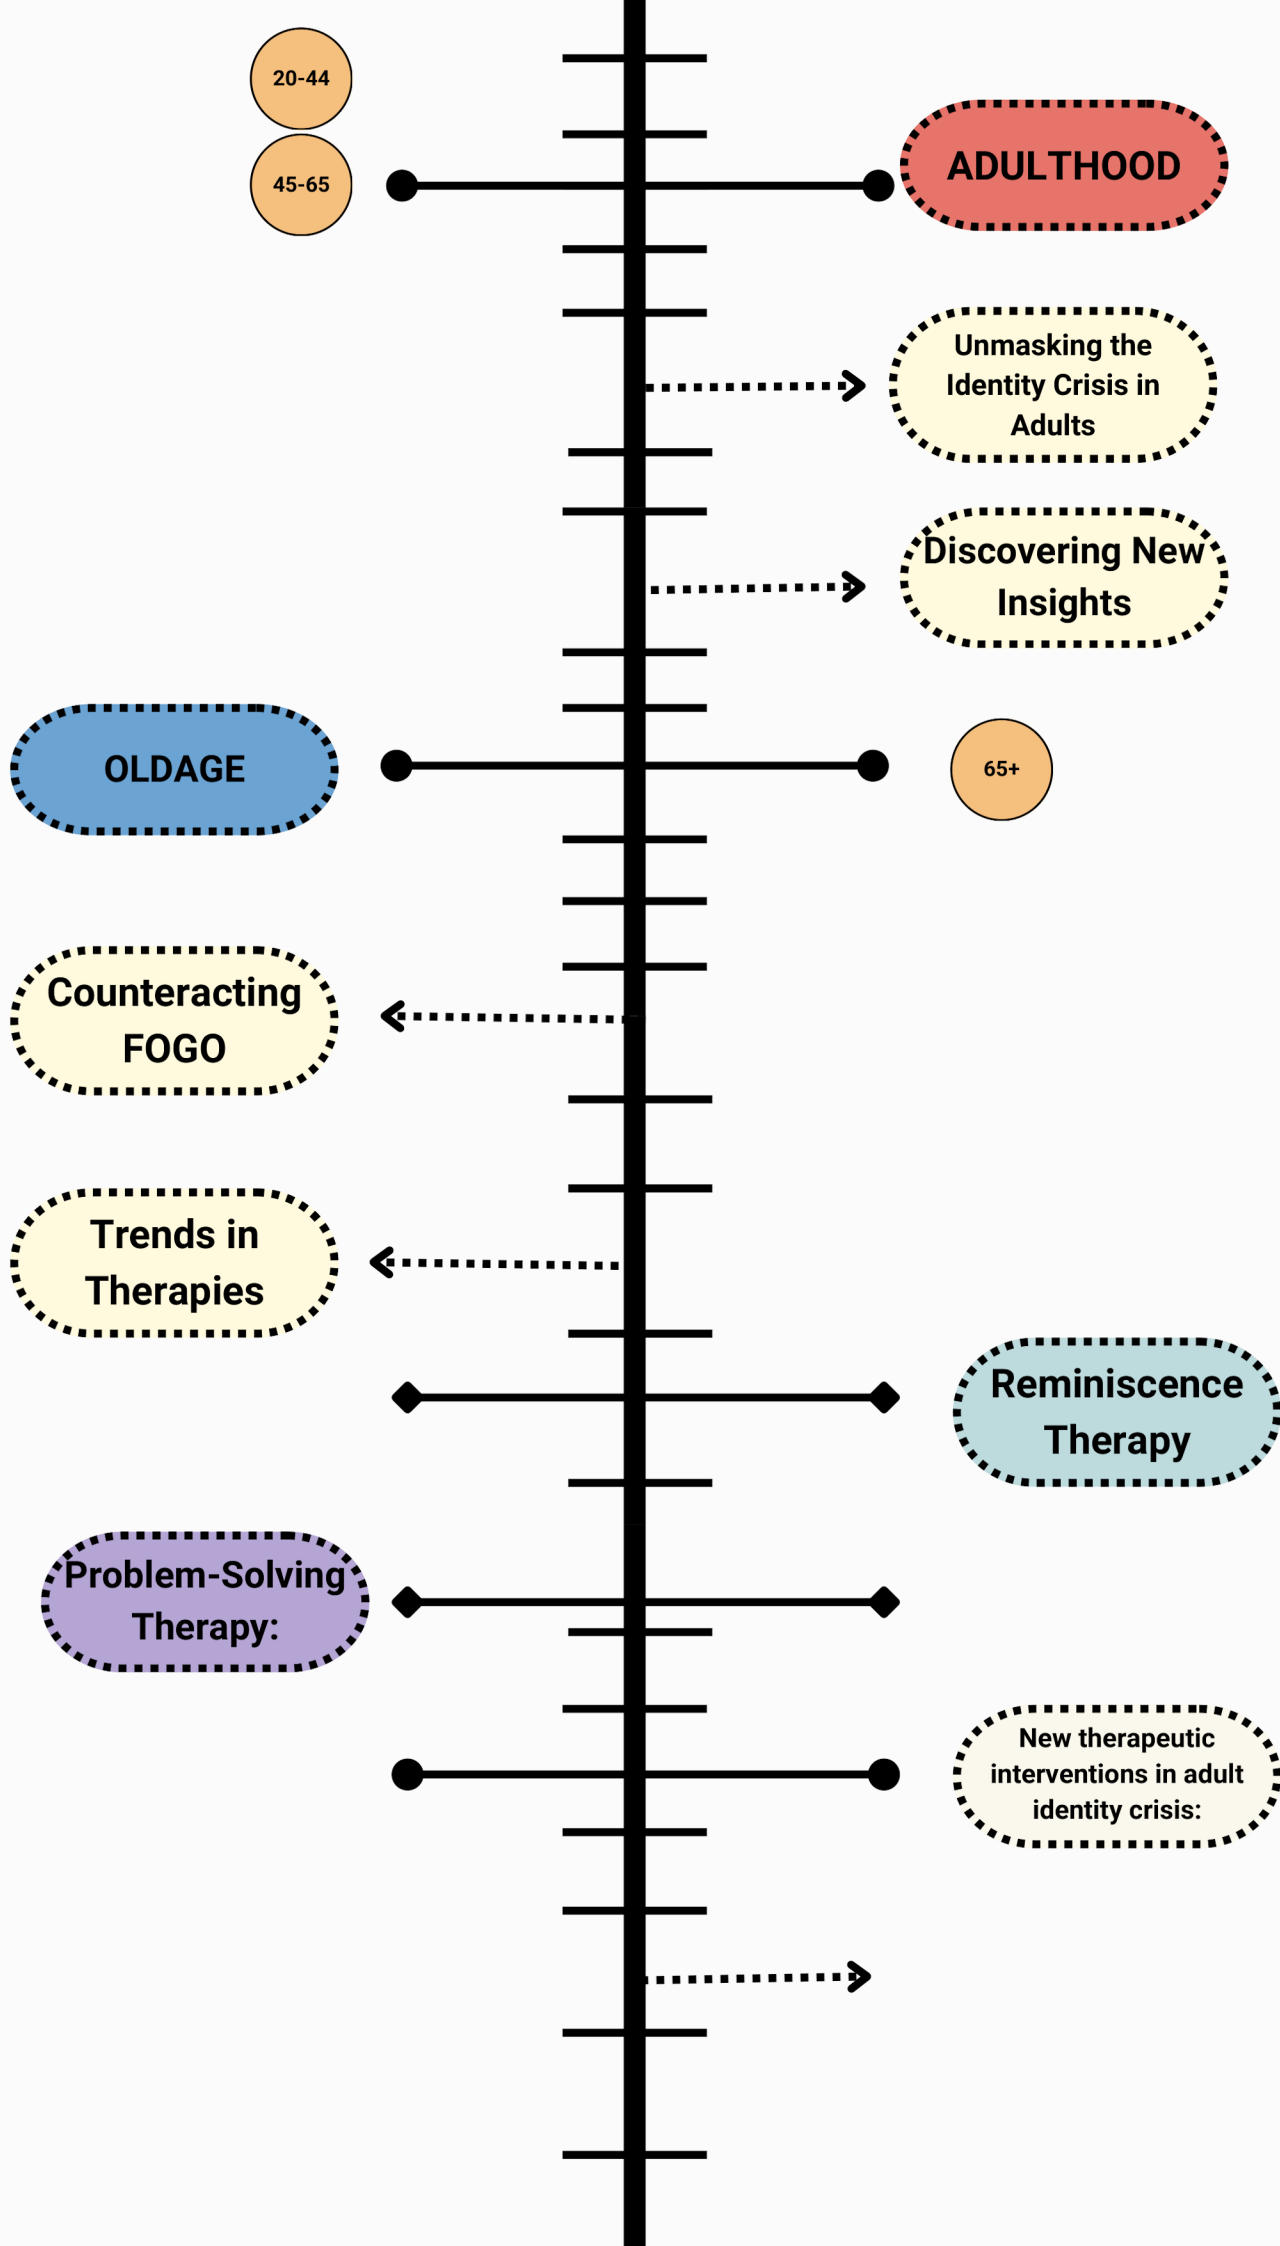 20-44
45-65
ADULTHOOD
Unmasking the
Identity Crisis in
Adults
Discovering New
Insights
OLDAGE
65+
Counteracting
FOGO
Trends in
Therapies
Reminiscence
Therapy
Problem-Solving
Therapy:
New therapeutic
interventions in adult
identity crisis: